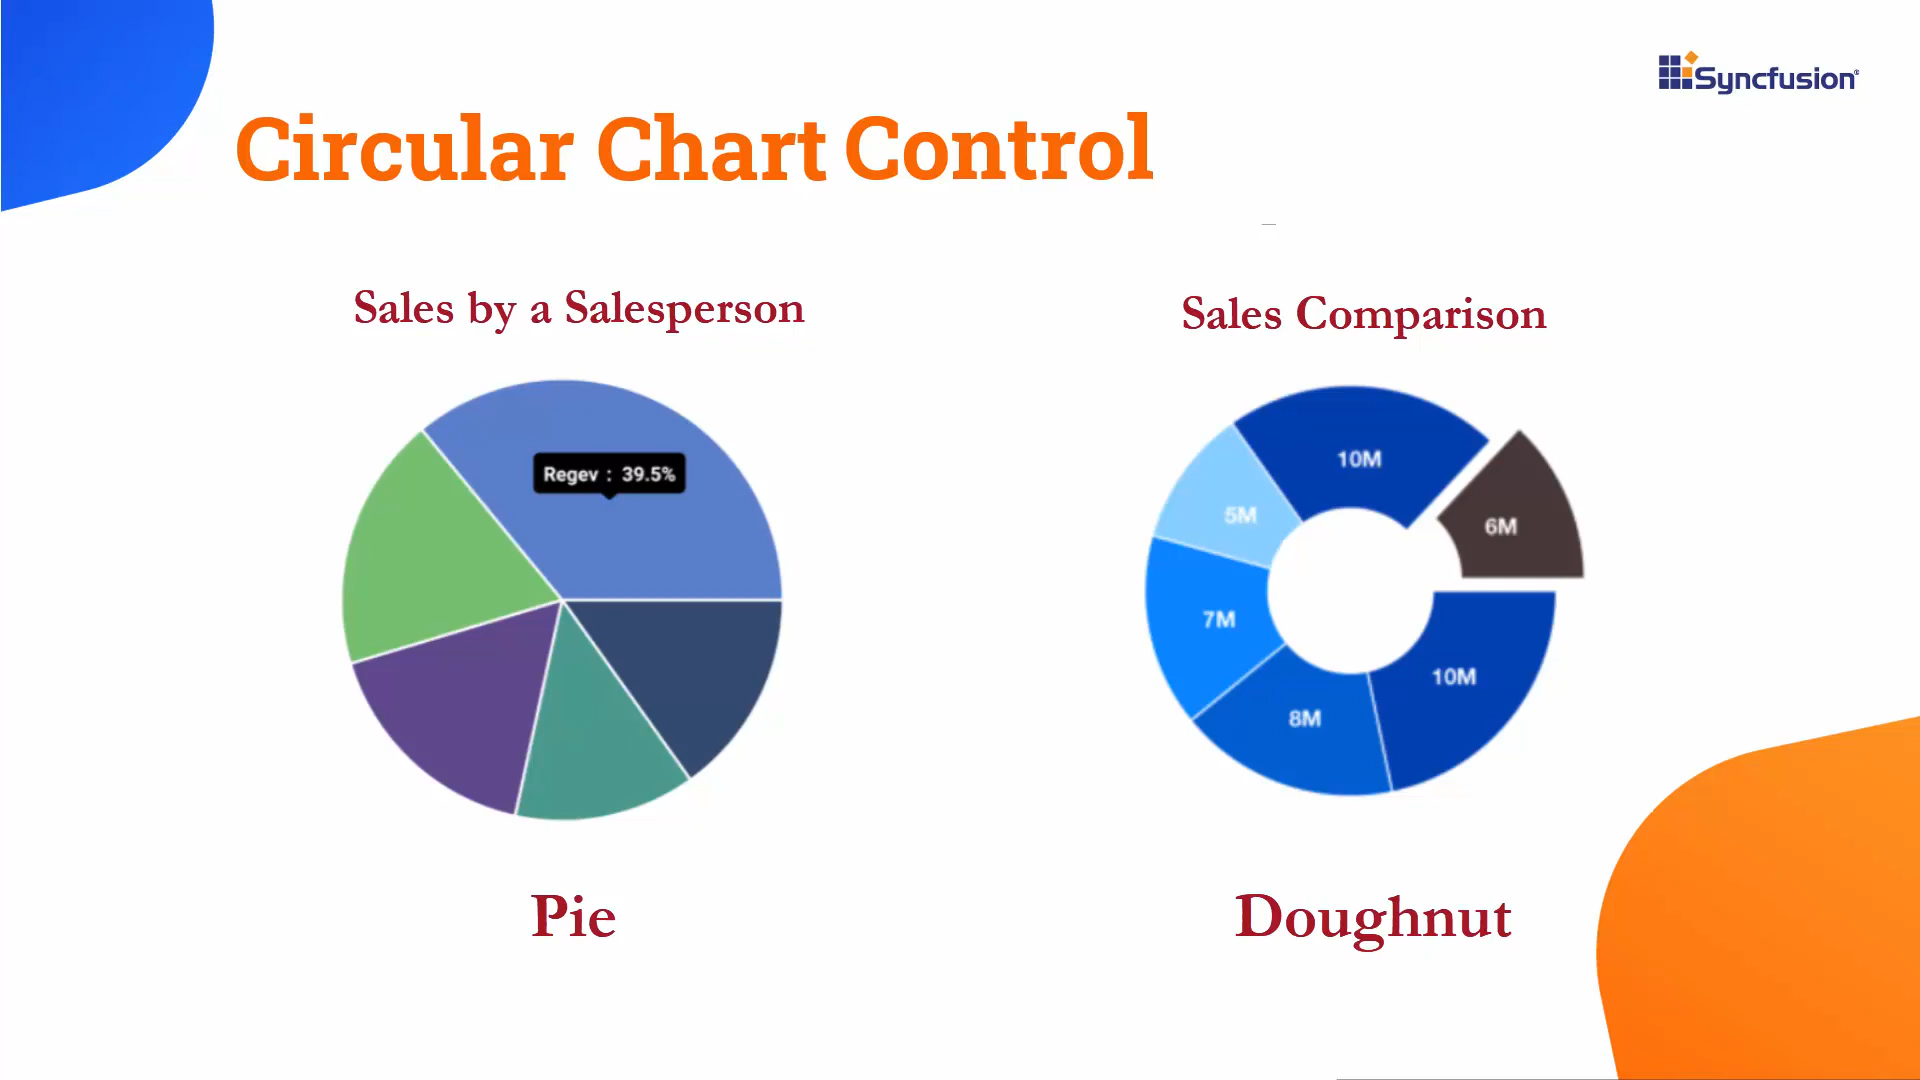 Syncfusion®
Circular Chart Control
Sales by a Salesperson
Regev : 39.5%
Pie
Sales Comparison
10M
6M
5M
7M
10M
8M
Doughnut